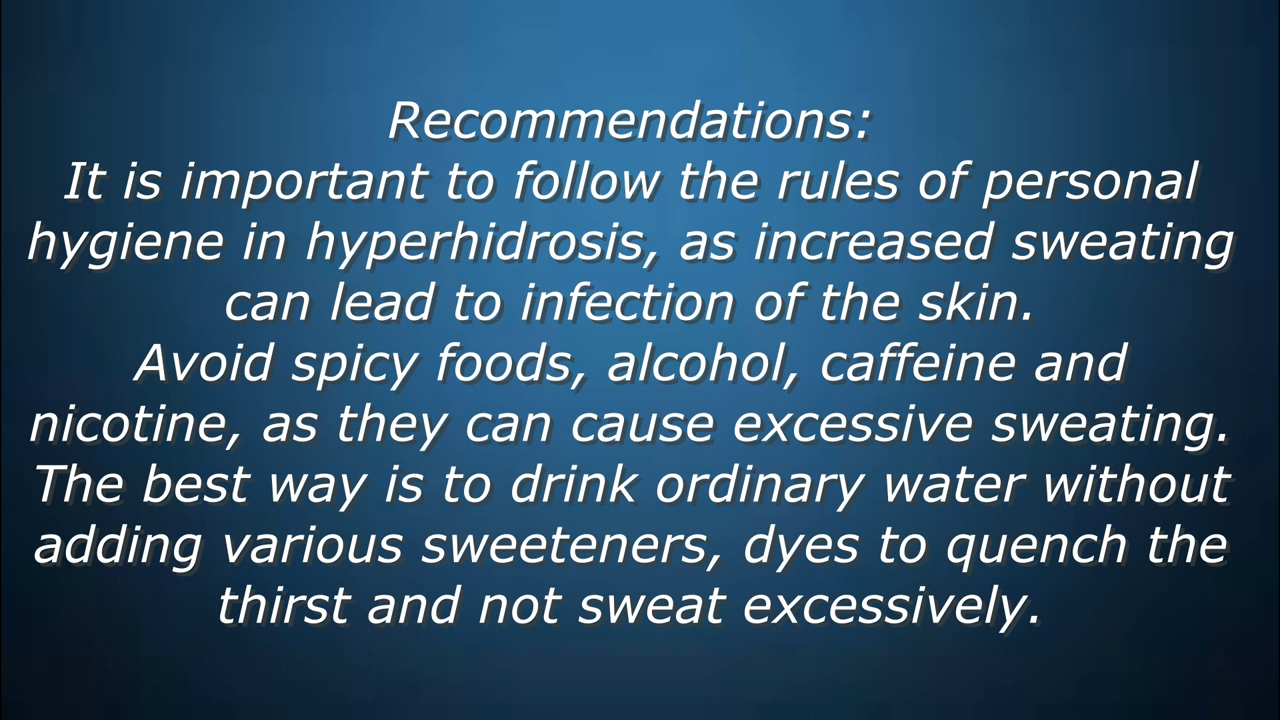 Recommendations:
It is important to follow the rules of personal
hygiene in hyperhidrosis, as increased sweating
can lead to infection of the skin.
Avoid spicy foods, alcohol, caffeine and
nicotine, as they can cause excessive sweating.
The best way is to drink ordinary water without
adding various sweeteners, dyes to quench the
thirst and not sweat excessively.